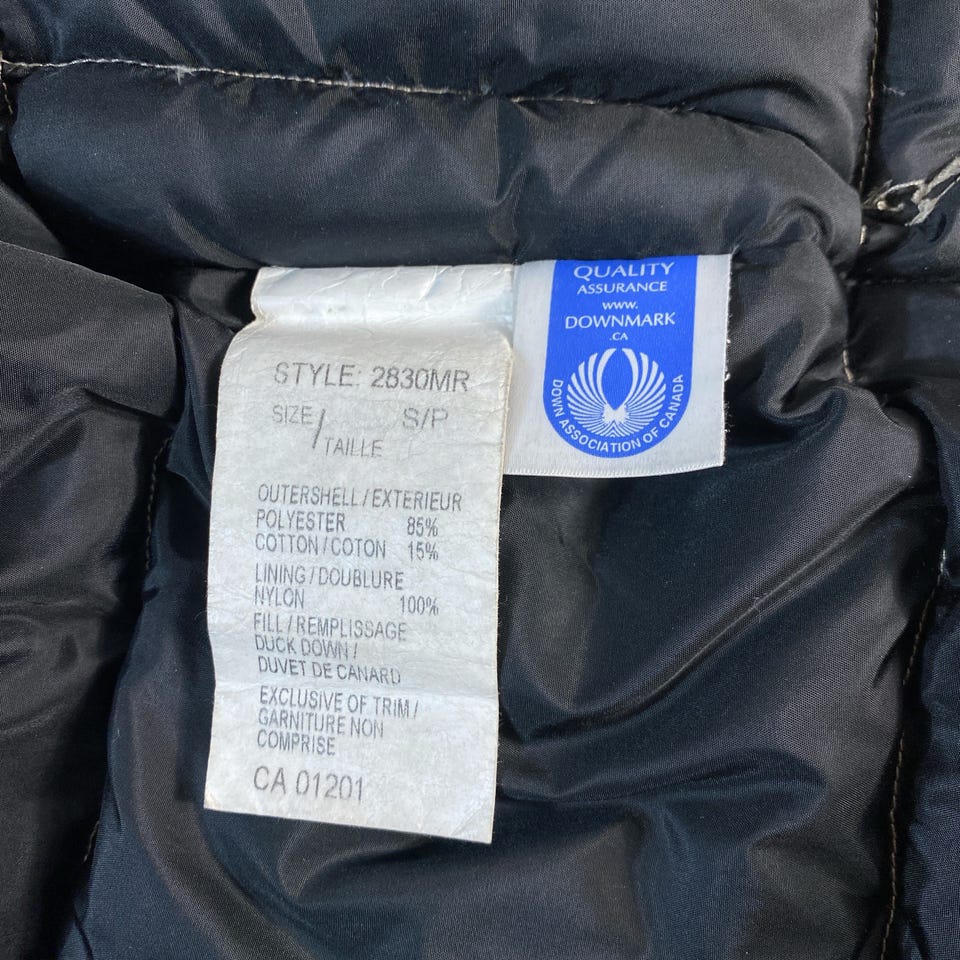 STYLE: 2830MR
SIZE/ S/P
TAILLE
OUTERSHELL/EXTERIEUR
POLYESTER 85%
COTTON/COTON 15%
LINING/DOUBLURE
NYLON 100%
FILL/REMPLISSAGE
DUCK DOWN/
DUVET DE CANARD
EXCLUSIVE OF TRIM/
GARNITURE NON
COMPRISE
CA 01201
QUALITY
ASSURANCE
www.
DOWNMARK
.CA
DOWN ASSOCIATION OF CANADA